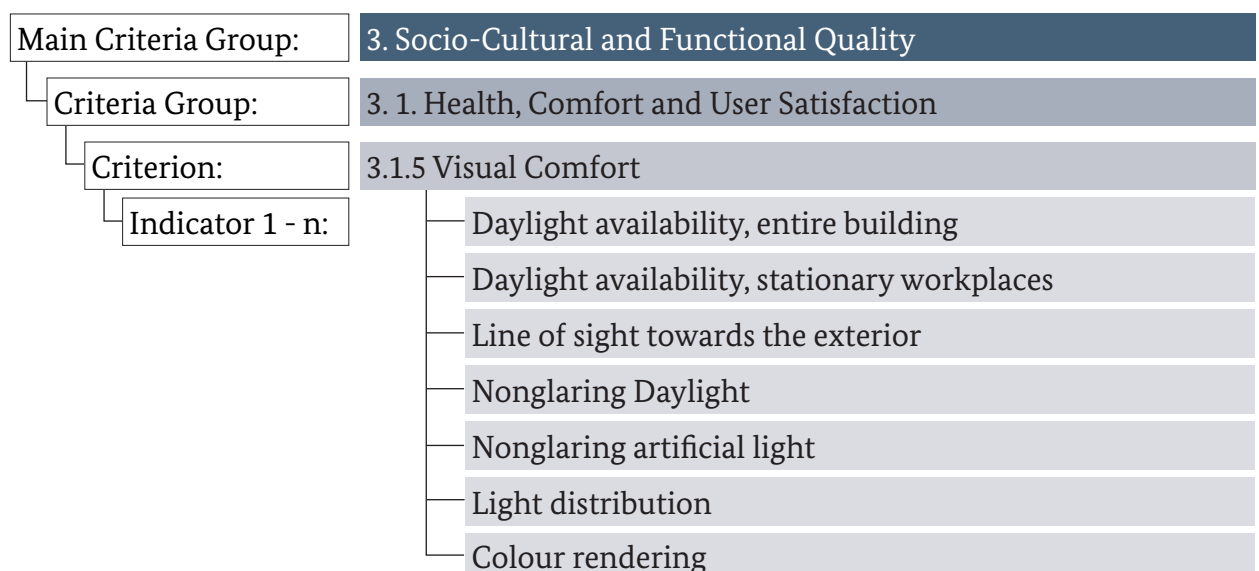 Main Criteria Group: 3. Socio-Cultural and Functional Quality
Criteria Group: 3. 1. Health, Comfort and User Satisfaction
Criterion: 3.1.5 Visual Comfort
Indicator 1 - n: Daylight availability, entire building
Daylight availability, stationary workplaces
Line of sight towards the exterior
Nonglaring Daylight
Nonglaring artificial light
Light distribution
Colour rendering